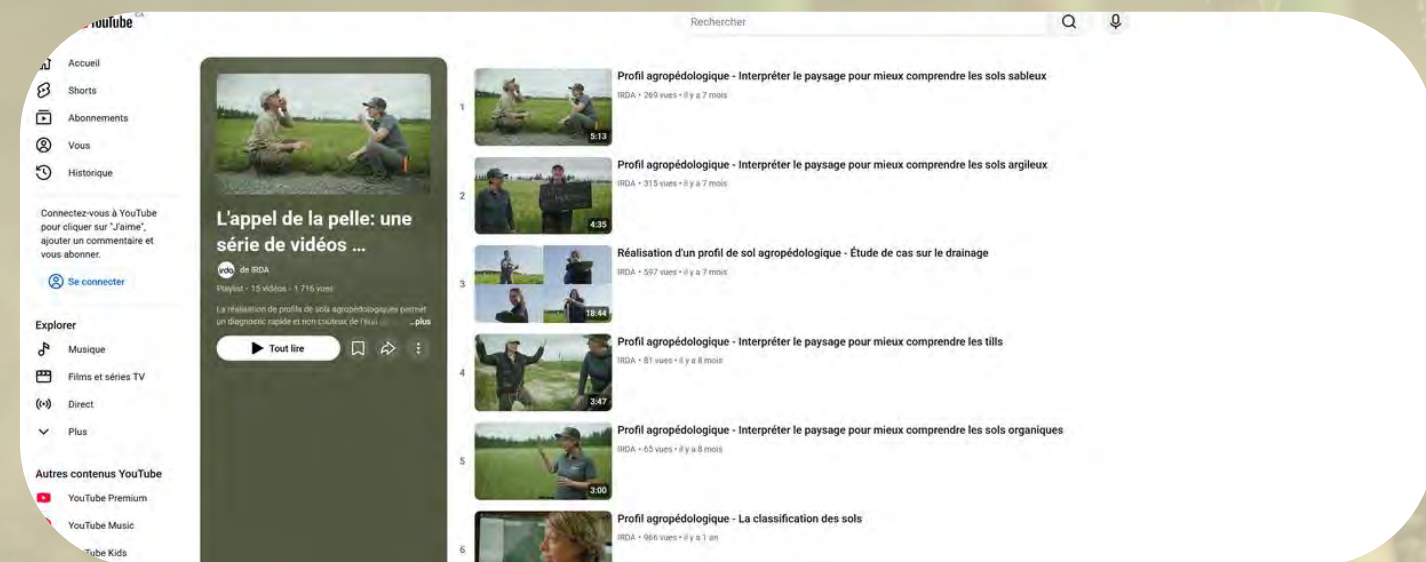 YouTube CA
Rechercher
Accueil
Shorts
Abonnements
Vous
Historique
Connectez-vous à YouTube
pour cliquer sur "J'aime",
ajouter un commentaire et
vous abonner.
Se connecter
Explorer
Musique
Films et séries TV
Direct
Plus
Autres contenus YouTube
YouTube Premium
YouTube Music
Tube Kids
L'appel de la pelle: une
série de vidéos ...
irda de IRDA
Playlist • 15 vidéos • 1 716 vues
La réalisation de profils de sols agropédologiques permet
un diagnostic rapide et non coûteux de l'état ...plus
Tout lire
1
5:13
Profil agropédologique - Interpréter le paysage pour mieux comprendre les sols sableux
IRDA • 269 vues • il y a 7 mois
2
4:35
Profil agropédologique - Interpréter le paysage pour mieux comprendre les sols argileux
IRDA • 315 vues • il y a 7 mois
3
18:44
Réalisation d'un profil de sol agropédologique - Étude de cas sur le drainage
IRDA • 597 vues • il y a 7 mois
4
3:47
Profil agropédologique - Interpréter le paysage pour mieux comprendre les tills
IRDA • 81 vues • il y a 8 mois
5
3:00
Profil agropédologique - Interpréter le paysage pour mieux comprendre les sols organiques
IRDA • 65 vues • il y a 8 mois
6
Profil agropédologique - La classification des sols
IRDA • 966 vues • il y a 1 an